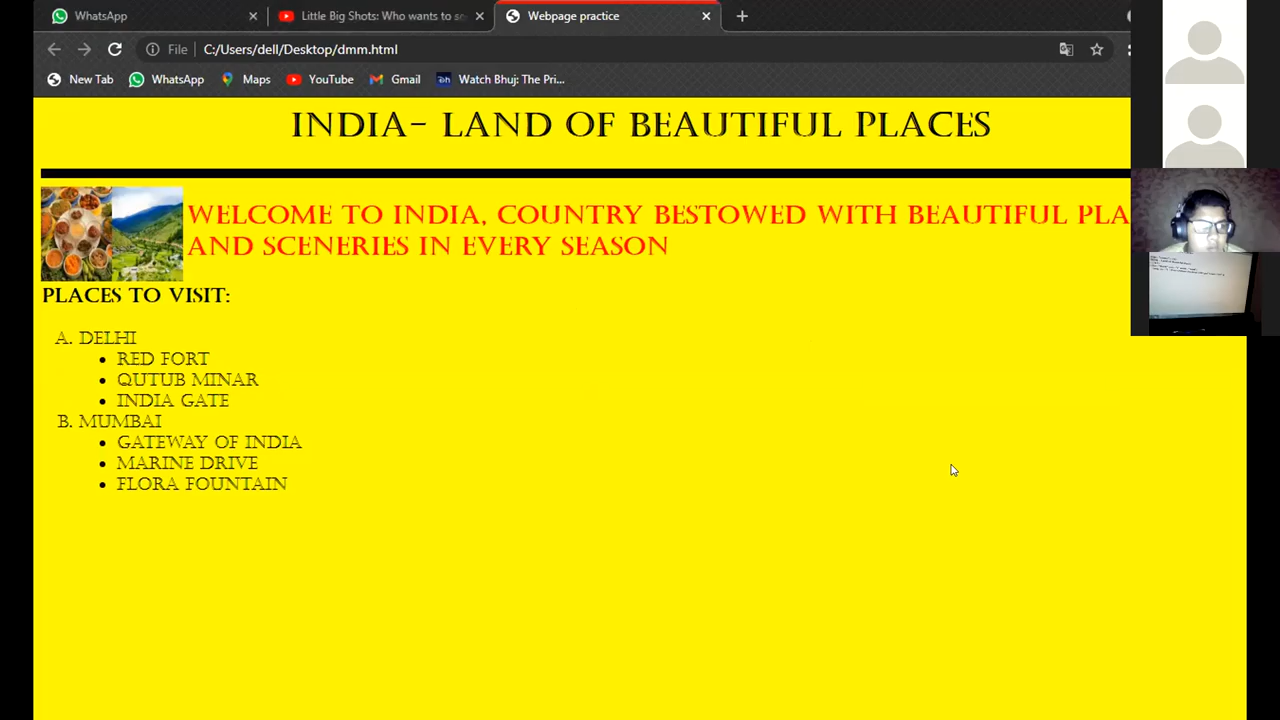 WhatsApp
Little Big Shots: Who wants to se
Webpage practice
File
C:/Users/dell/Desktop/dmm.html
New Tab
WhatsApp
Maps
YouTube
Gmail
Watch Bhuj: The Pri...
INDIA- LAND OF BEAUTIFUL PLACES
WELCOME TO INDIA, COUNTRY BESTOWED WITH BEAUTIFUL PLA
AND SCENERIES IN EVERY SEASON
PLACES TO VISIT:
A. DELHI
• RED FORT
• QUTUB MINAR
• INDIA GATE
B. MUMBAI
• GATEWAY OF INDIA
• MARINE DRIVE
• FLORA FOUNTAIN